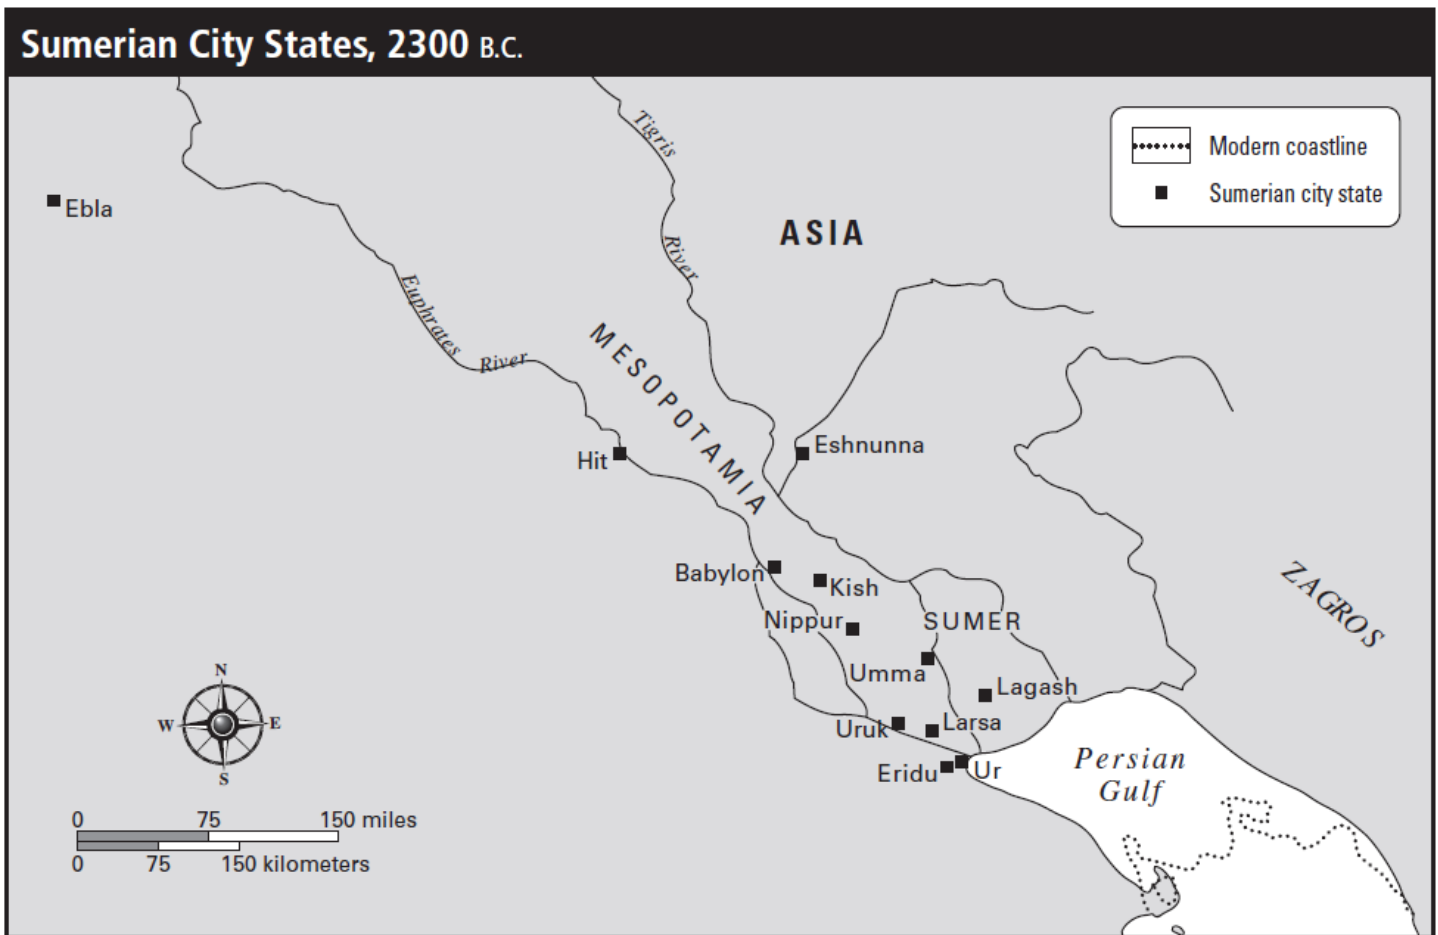 Sumerian City States, 2300 B.C.
Modern coastline
Sumerian city state
Tigris
River
Ebla
ASIA
Euphrates
River
MESOPOTAMIA
Eshnunna
Hit
Babylon
Kish
ZAGROS
Nippur
SUMER
Umma
Lagash
Uruk
Larsa
Persian
Gulf
Eridu
Ur
N
W
E
S
0 75 150 miles
0 75 150 kilometers